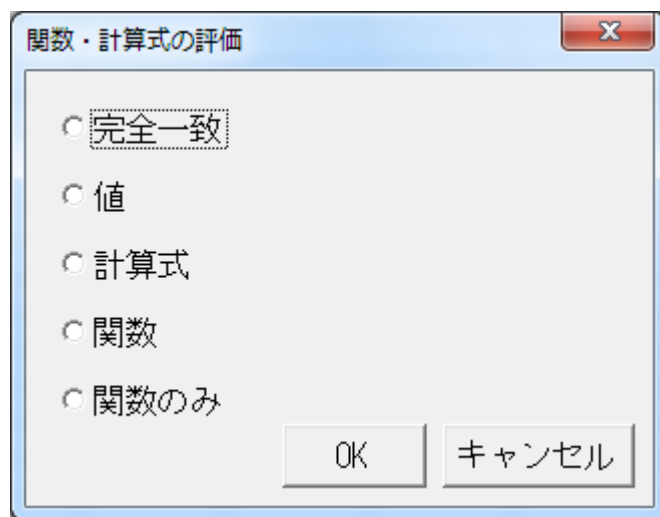 関数・計算式の評価
完全一致
値
計算式
関数
関数のみ
OK キャンセル